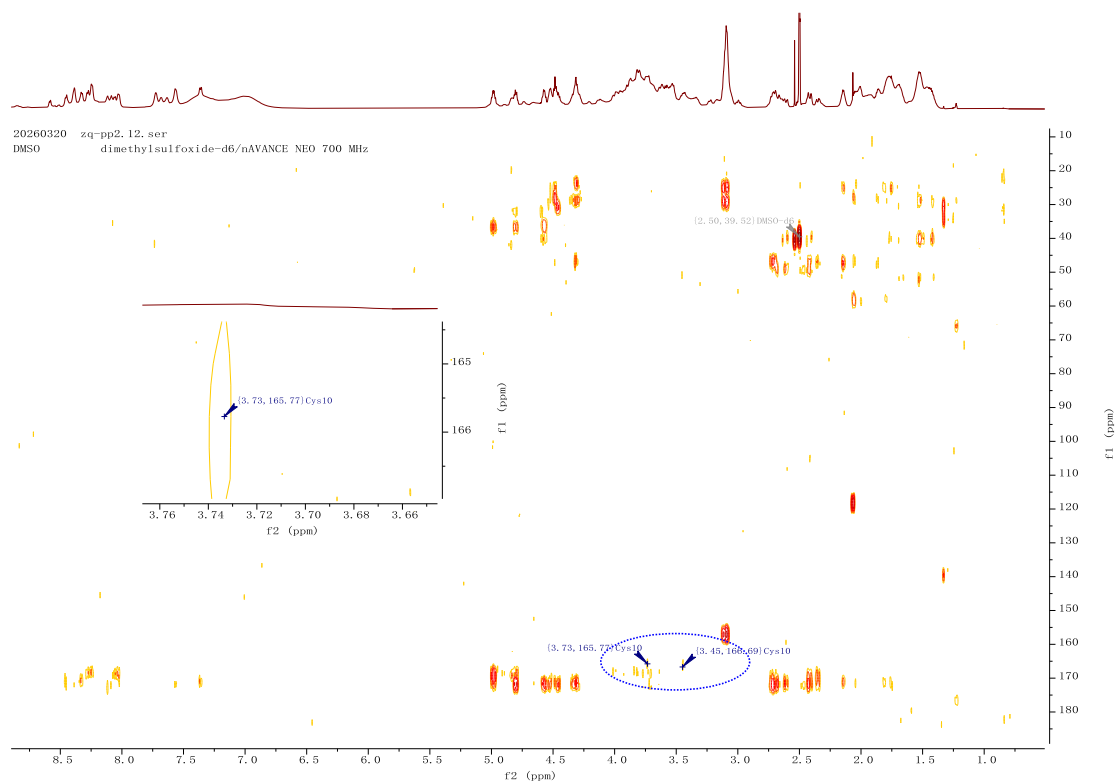 20260320 zq-pp2.12.ser
DMSO dimethylsulfoxide-d6/nAVANCE NEO 700 MHz
{2.50,39.52}DMSO-d6
{3.73,165.77}Cys10
165
166
f1 (ppm)
3.76 3.74 3.72 3.70 3.68 3.66
f2 (ppm)
{3.73,165.77}Cys10
{3.45,166.69}Cys10
10
20
30
40
50
60
70
80
90
100
110
120
130
140
150
160
170
180
f1 (ppm)
8.5 8.0 7.5 7.0 6.5 6.0 5.5 5.0 4.5 4.0 3.5 3.0 2.5 2.0 1.5 1.0
f2 (ppm)